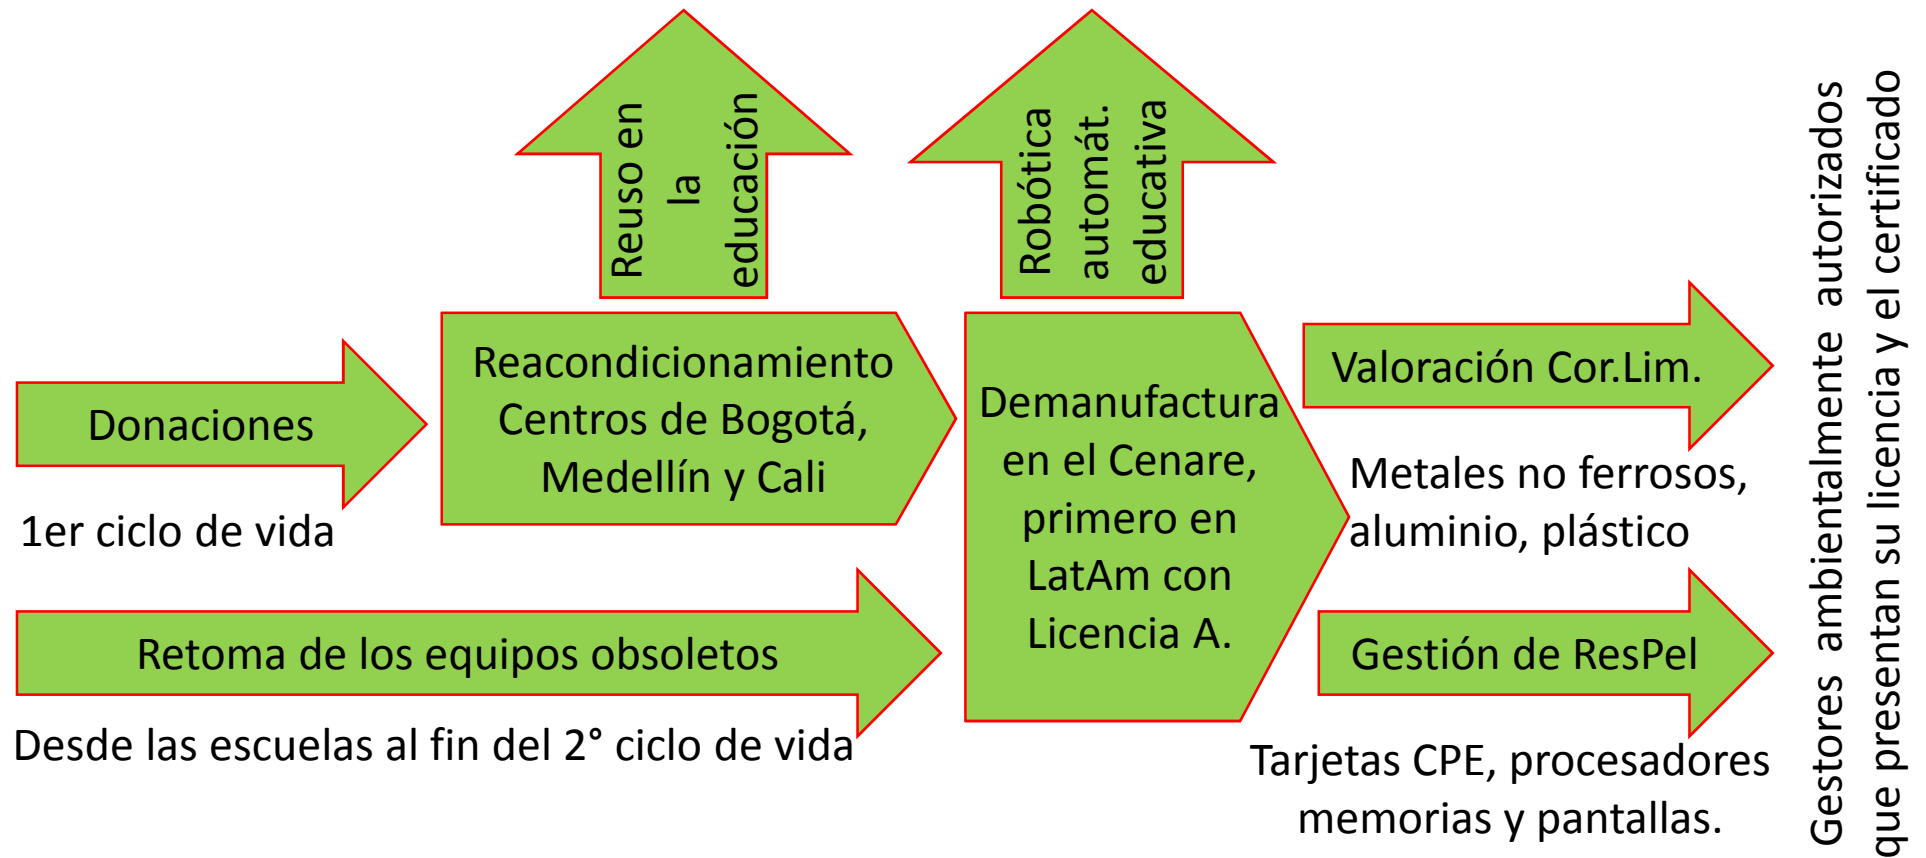 Reuso en
la
educación
Robótica
automát.
educativa
Donaciones
1er ciclo de vida
Reacondicionamiento
Centros de Bogotá,
Medellín y Cali
Demanufactura
en el Cenare,
primero en
LatAm con
Licencia A.
Valoración Cor.Lim.
Metales no ferrosos,
aluminio, plástico
Retoma de los equipos obsoletos
Desde las escuelas al fin del 2° ciclo de vida
Gestión de ResPel
Tarjetas CPE, procesadores
memorias y pantallas.
Gestores ambientalmente autorizados
que presentan su licencia y el certificado